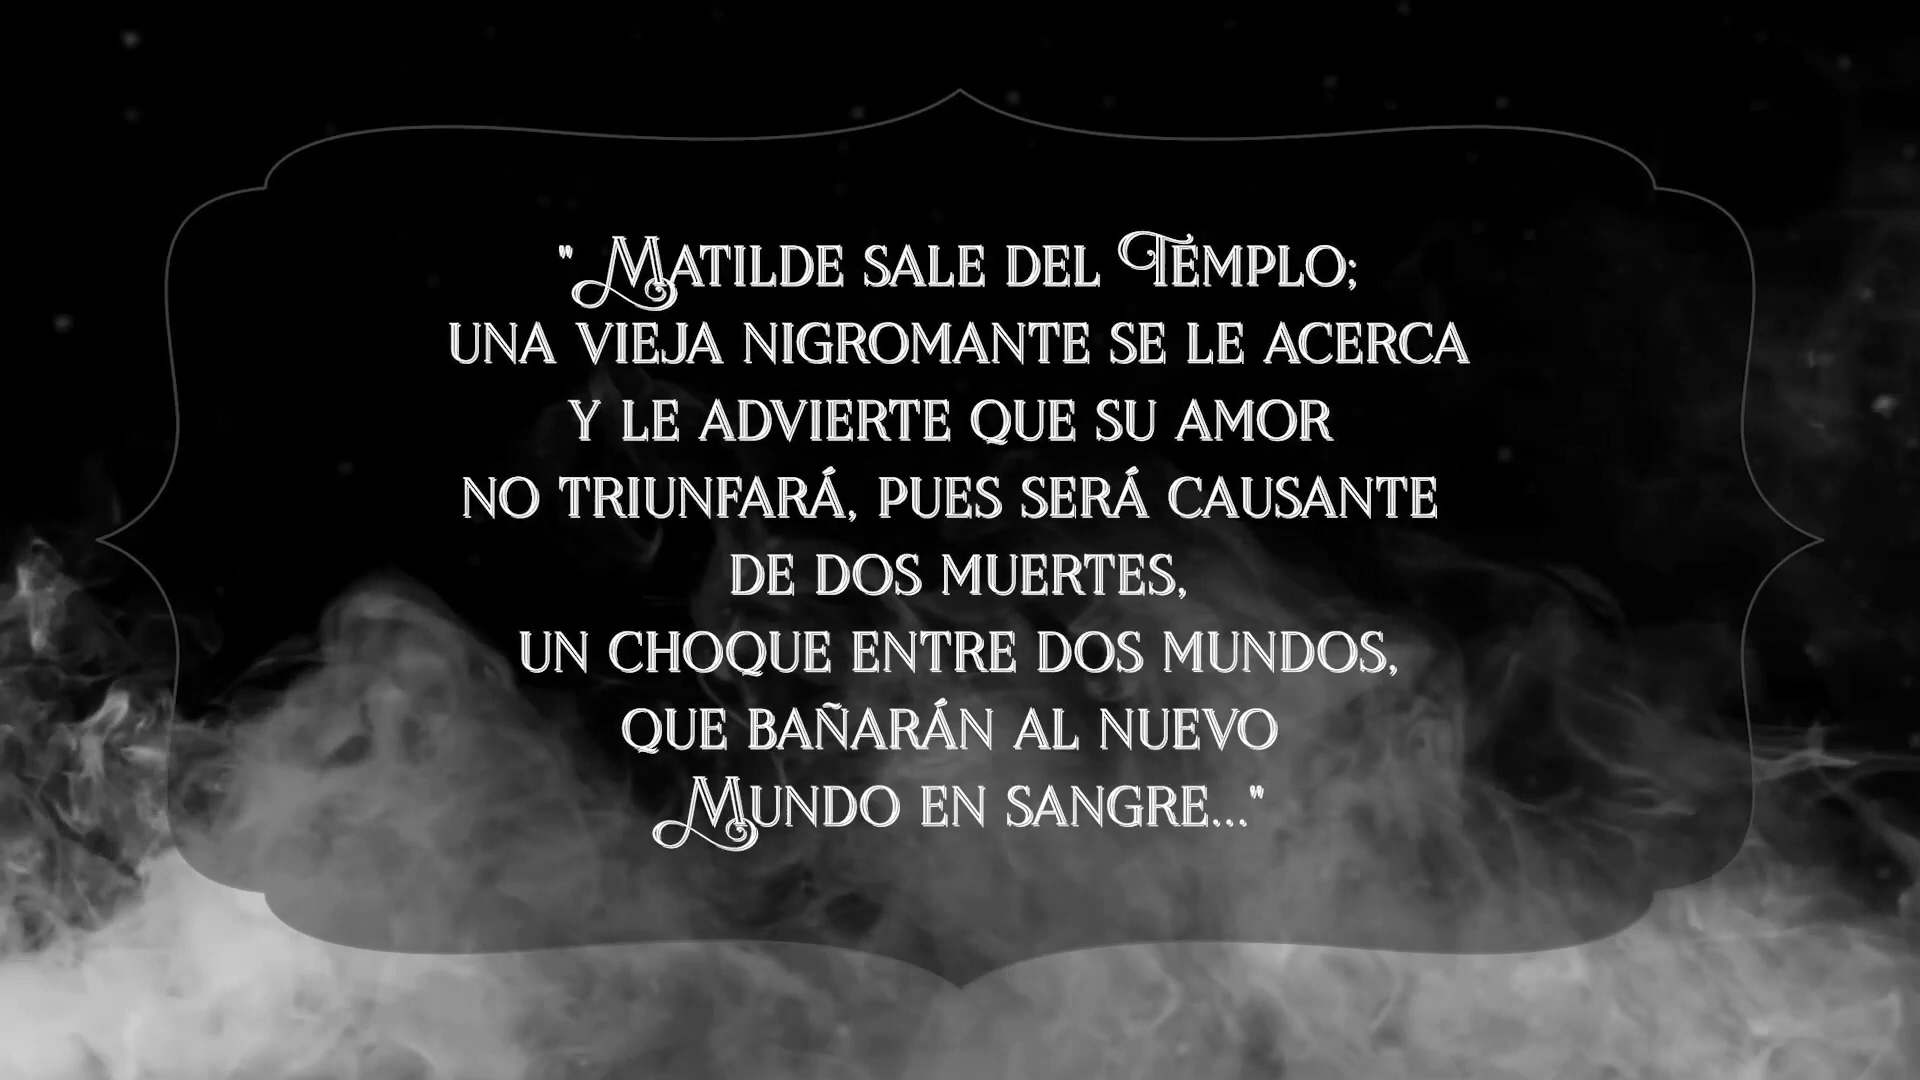 " MATILDE SALE DEL TEMPLO;
UNA VIEJA NIGROMANTE SE LE ACERCA
Y LE ADVIERTE QUE SU AMOR
NO TRIUNFARÁ, PUES SERÁ CAUSANTE
DE DOS MUERTES,
UN CHOQUE ENTRE DOS MUNDOS,
QUE BAÑARÁN AL NUEVO
MUNDO EN SANGRE..."